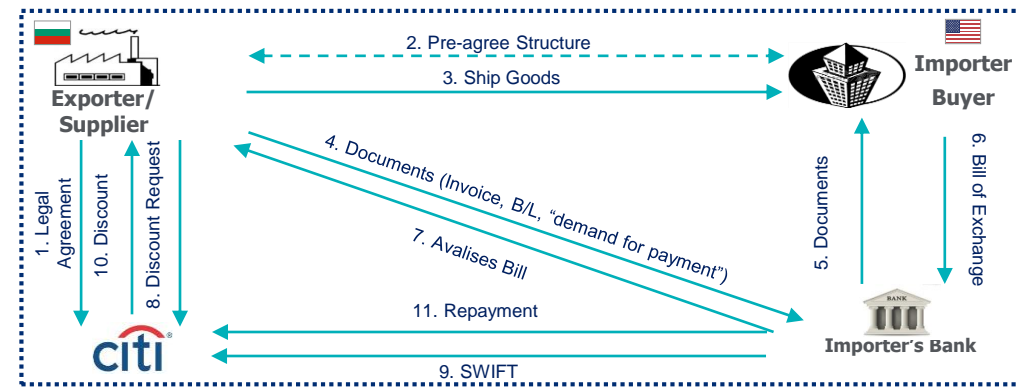 2. Pre-agree Structure
3. Ship Goods
Exporter/
Supplier
Importer
Buyer
1. Legal
Agreement
10. Discount
8. Discount Request
4. Documents (Invoice, B/L, “demand for payment”)
7. Avalises Bill
5. Documents
6. Bill of Exchange
11. Repayment
9. SWIFT
citi®
BANK
Importer's Bank